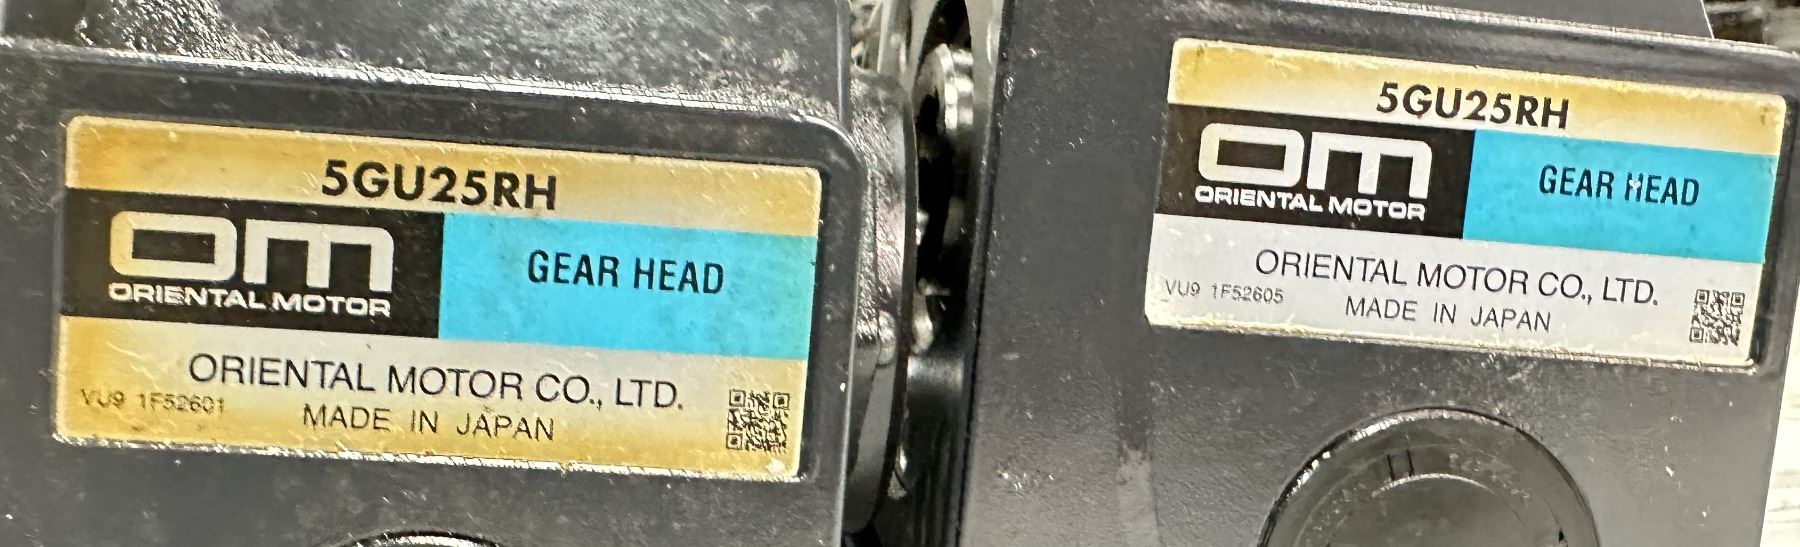 5GU25RH
OM
ORIENTAL MOTOR
GEAR HEAD
ORIENTAL MOTOR CO., LTD.
VU9 1F52601
MADE IN JAPAN
5GU25RH
OM
ORIENTAL MOTOR
GEAR HEAD
ORIENTAL MOTOR CO., LTD.
VU9 1F52605
MADE IN JAPAN